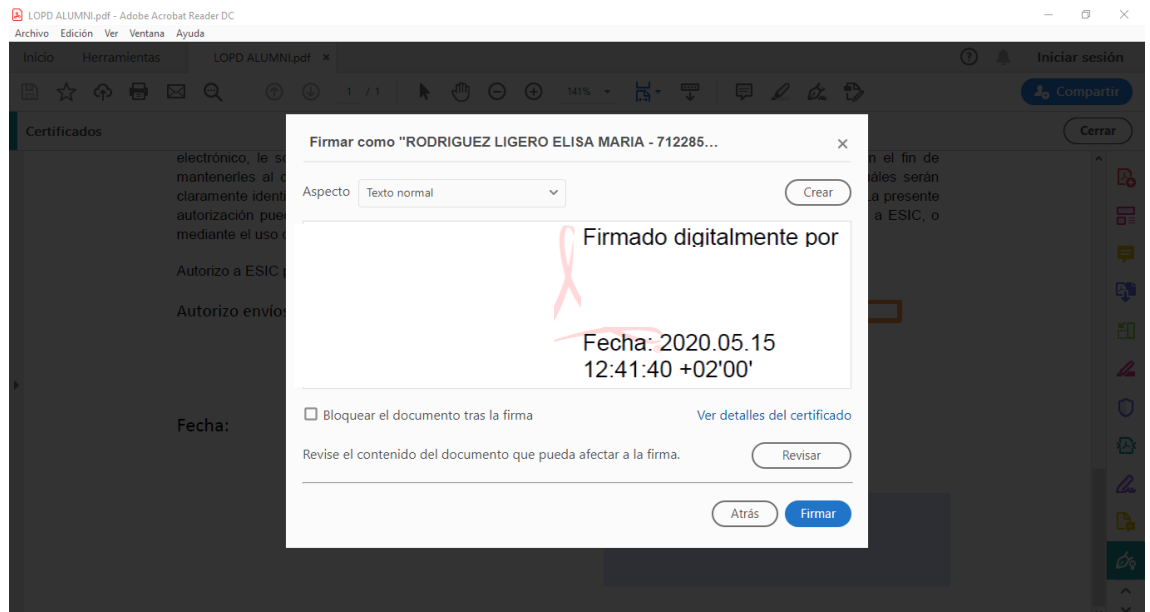 LOPD ALUMNI.pdf - Adobe Acrobat Reader DC
Archivo Edición Ver Ventana Ayuda
Inicio Herramientas LOPD ALUMNI.pdf × Iniciar sesión
1 / 1 141% Compartir
Certificados Cerrar
Firmar como "RODRIGUEZ LIGERO ELISA MARIA - 712285...
electrónico, le n el fin de
mantenerles al áles serán
claramente identi La presente
autorización pue a ESIC, o
mediante el uso
Autorizo a ESIC
Autorizo envíos
Fecha:
Aspecto Texto normal Crear
Firmado digitalmente por
Fecha: 2020.05.15
12:41:40 +02'00'
Bloquear el documento tras la firma Ver detalles del certificado
Revise el contenido del documento que pueda afectar a la firma. Revisar
Atrás Firmar